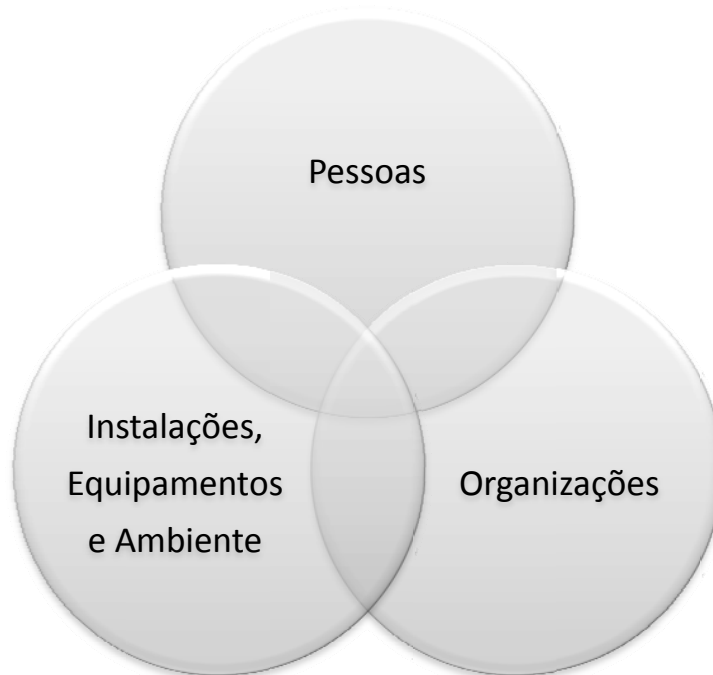 Pessoas
Instalações,
Equipamentos
e Ambiente
Organizações